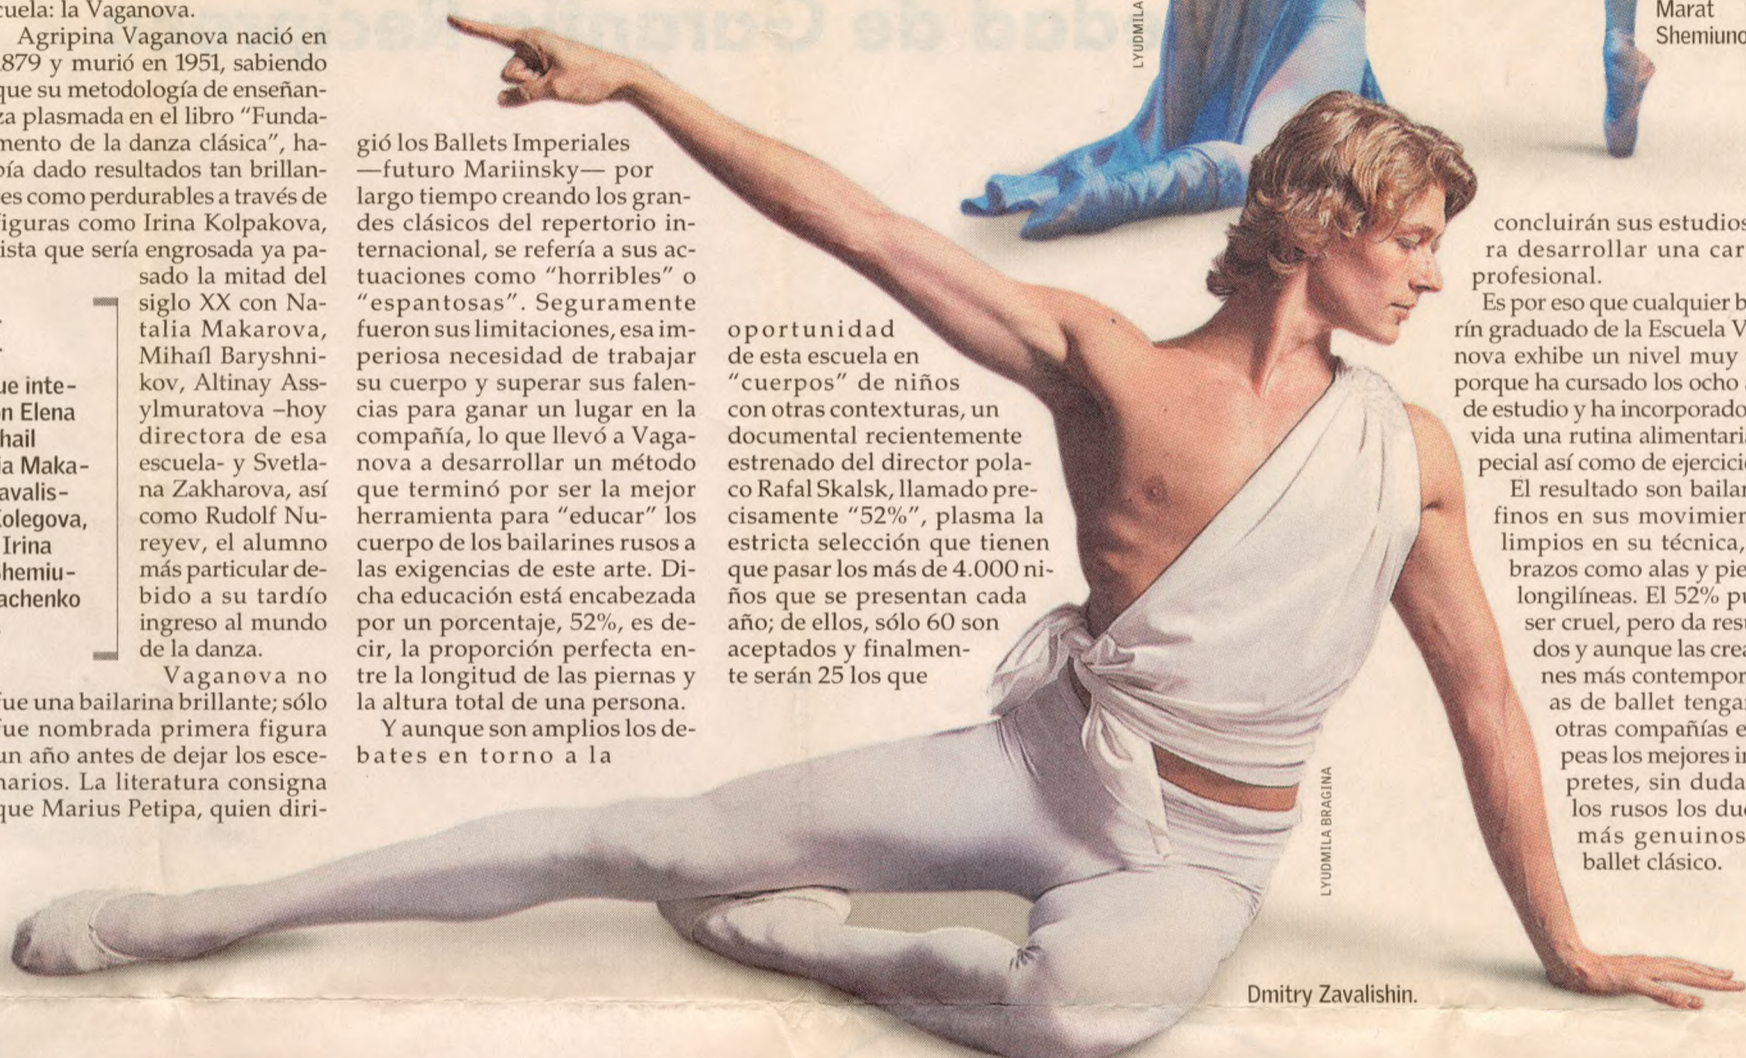 cuela: la Vaganova.
Agripina Vaganova nació en
1879 y murió en 1951, sabiendo
que su metodología de enseñan-
za plasmada en el libro “Funda-
mento de la danza clásica”, ha-
bía dado resultados tan brillan-
es como perdurables a través de
figuras como Irina Kolpakova,
ista que sería engrosada ya pa-
sado la mitad del
siglo XX con Na-
talia Makarova,
Mihaíl Baryshni-
kov, Altinay Ass-
ylmuratova –hoy
directora de esa
escuela- y Svetla-
na Zakharova, así
como Rudolf Nu-
reyev, el alumno
más particular de-
bido a su tardío
ingreso al mundo
de la danza.
Vaganova no
fue una bailarina brillante; sólo
fue nombrada primera figura
un año antes de dejar los esce-
narios. La literatura consigna
que Marius Petipa, quien diri-
ue inte-
n Elena
hail
ia Maka-
avalis-
Kolegova,
Irina
Shemiu-
achenko
gió los Ballets Imperiales
—futuro Mariinsky— por
largo tiempo creando los gran-
des clásicos del repertorio in-
ternacional, se refería a sus ac-
tuaciones como “horribles” o
“espantosas”. Seguramente
fueron sus limitaciones, esa im-
periosa necesidad de trabajar
su cuerpo y superar sus falen-
cias para ganar un lugar en la
compañía, lo que llevó a Vaga-
nova a desarrollar un método
que terminó por ser la mejor
herramienta para “educar” los
cuerpo de los bailarines rusos a
las exigencias de este arte. Di-
cha educación está encabezada
por un porcentaje, 52%, es de-
cir, la proporción perfecta en-
tre la longitud de las piernas y
la altura total de una persona.
Y aunque son amplios los de-
bates en torno a la
oportunidad
de esta escuela en
“cuerpos” de niños
con otras contexturas, un
documental recientemente
estrenado del director pola-
co Rafal Skalsk, llamado pre-
cisamente “52%”, plasma la
estricta selección que tienen
que pasar los más de 4.000 ni-
ños que se presentan cada
año; de ellos, sólo 60 son
aceptados y finalmen-
te serán 25 los que
concluirán sus estudios
ra desarrollar una car
profesional.
Es por eso que cualquier b
rín graduado de la Escuela V
nova exhibe un nivel muy
porque ha cursado los ocho
de estudio y ha incorporado
vida una rutina alimentari
pecial así como de ejercici
El resultado son bailar
finos en sus movimier
limpios en su técnica,
brazos como alas y pie
longilíneas. El 52% pu
ser cruel, pero da resu
dos y aunque las crea
nes más contempor
as de ballet tenga
otras compañías e
peas los mejores in
pretes, sin duda
los rusos los du
más genuinos
ballet clásico.
LYUDMILA
Marat
Shemiuno
LYUDMILA BRAGINA
Dmitry Zavalishin.